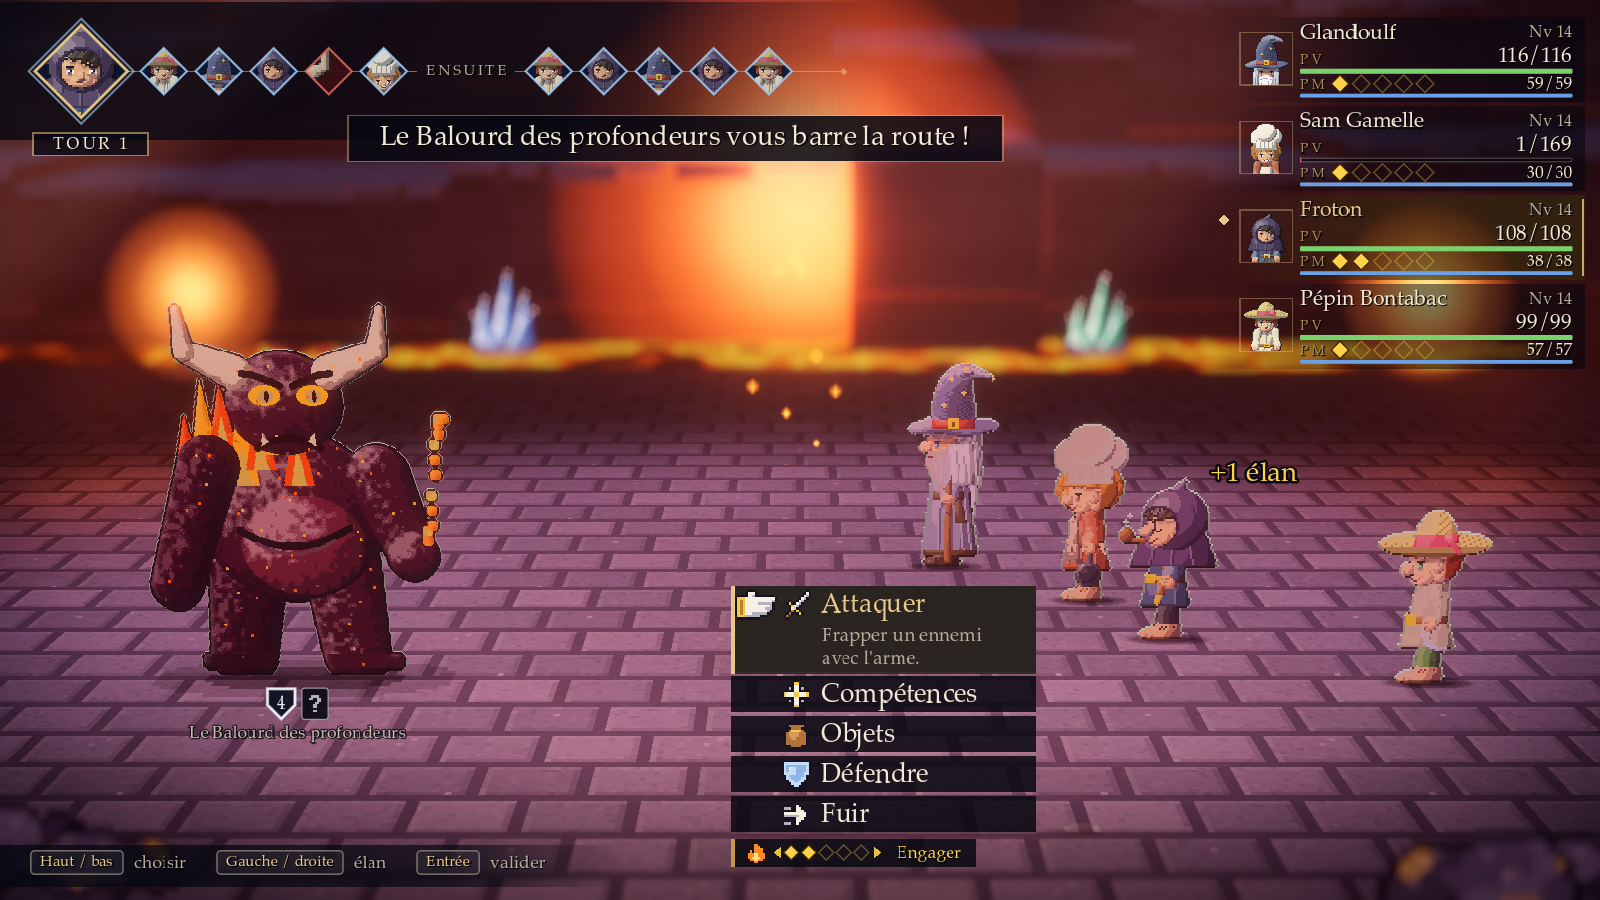 ENSUITE
TOUR 1
Le Balourd des profondeurs vous barre la route !
Glandoulf Nv 14
PV 116/116
PM 59/59
Sam Gamelle Nv 14
PV 1/169
PM 30/30
Froton Nv 14
PV 108/108
PM 38/38
Pépin Bontabac Nv 14
PV 99/99
PM 57/57
+1 élan
Attaquer
Frapper un ennemi
avec l'arme.
Compétences
Objets
Défendre
Fuir
Engager
4 ?
Le Balourd des profondeurs
Haut / bas choisir Gauche / droite élan Entrée valider